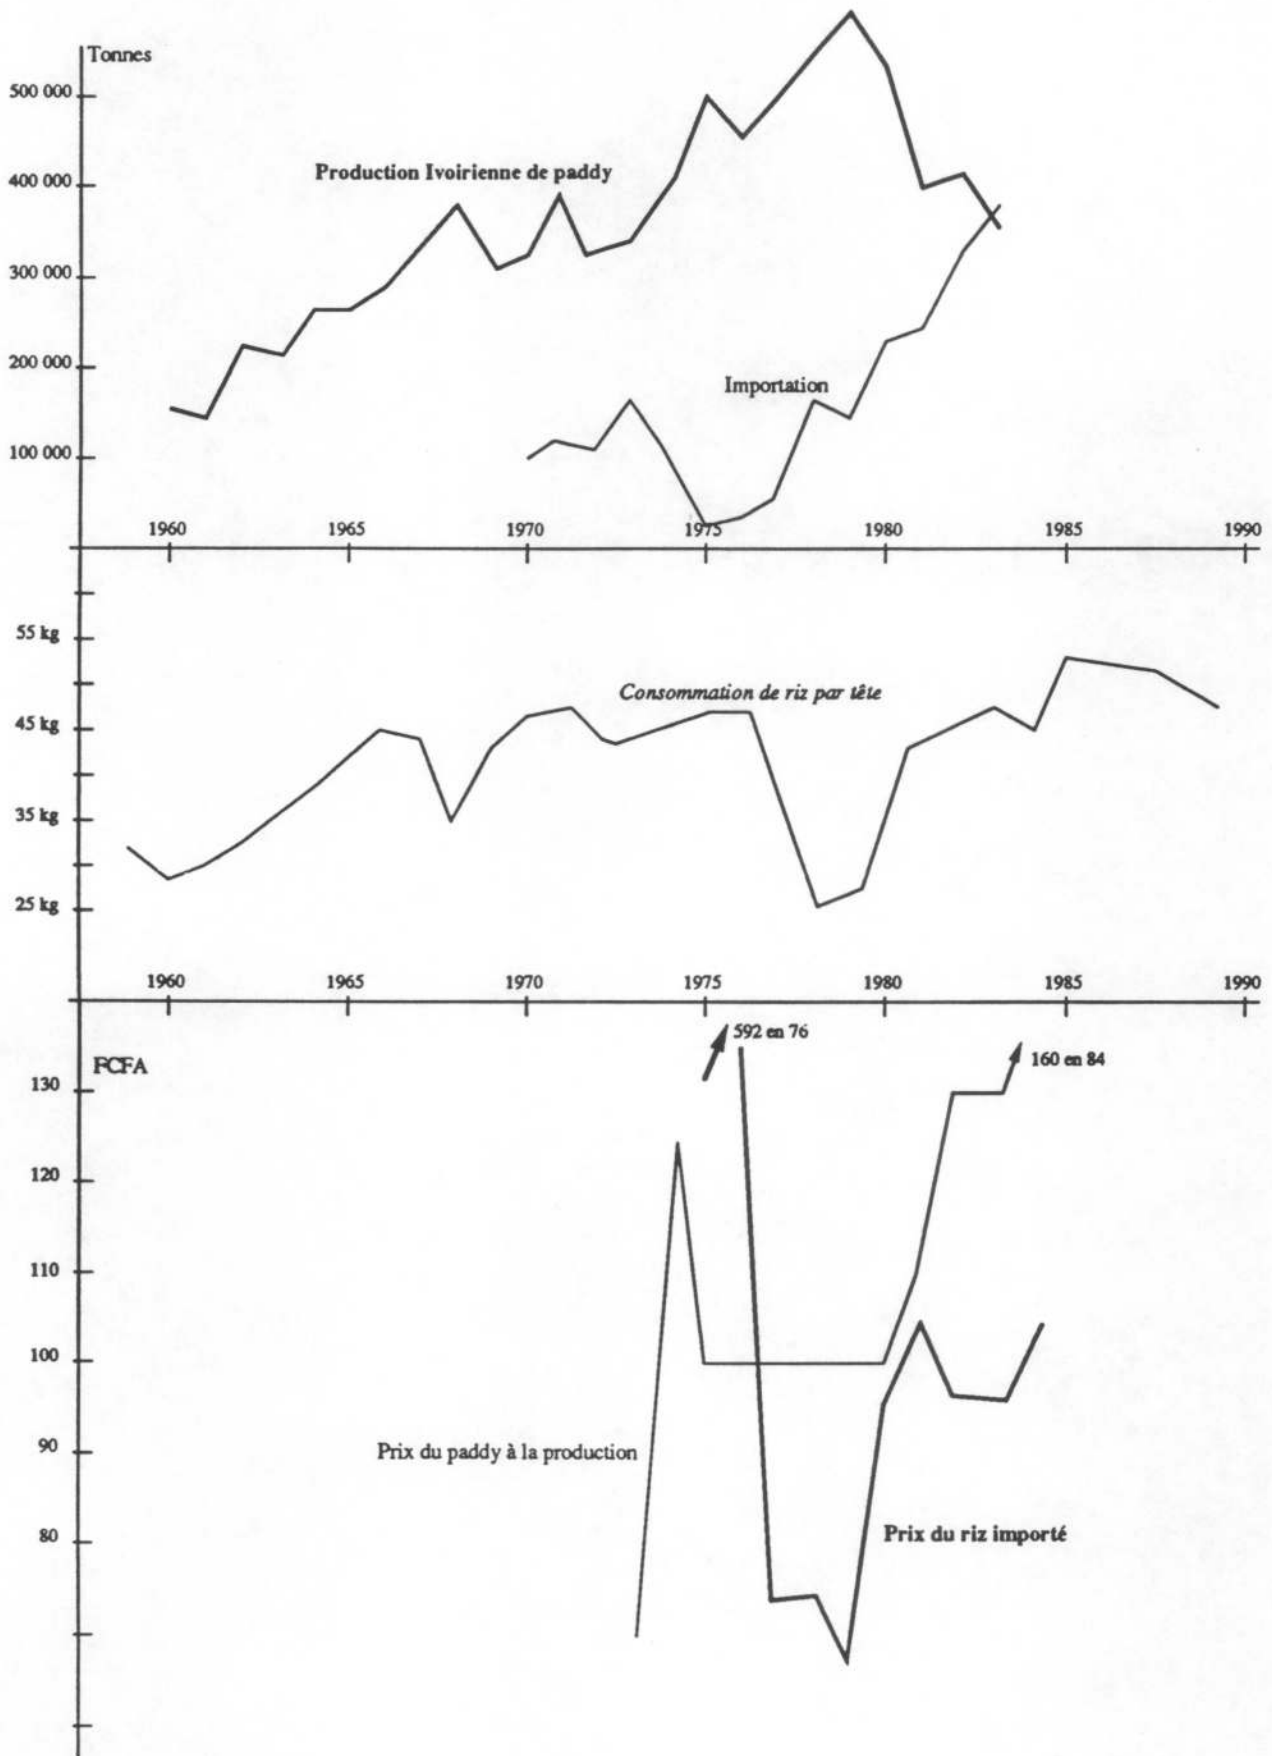 Tonnes
500 000
Production Ivoirienne de paddy
400 000
300 000
200 000
Importation
100 000
1960 1965 1970 1975 1980 1985 1990
55 kg
Consommation de riz par tête
45 kg
35 kg
25 kg
1960 1965 1970 1975 1980 1985 1990
592 en 76
160 en 84
FCFA
130
120
110
100
90
Prix du paddy à la production
80
Prix du riz importé